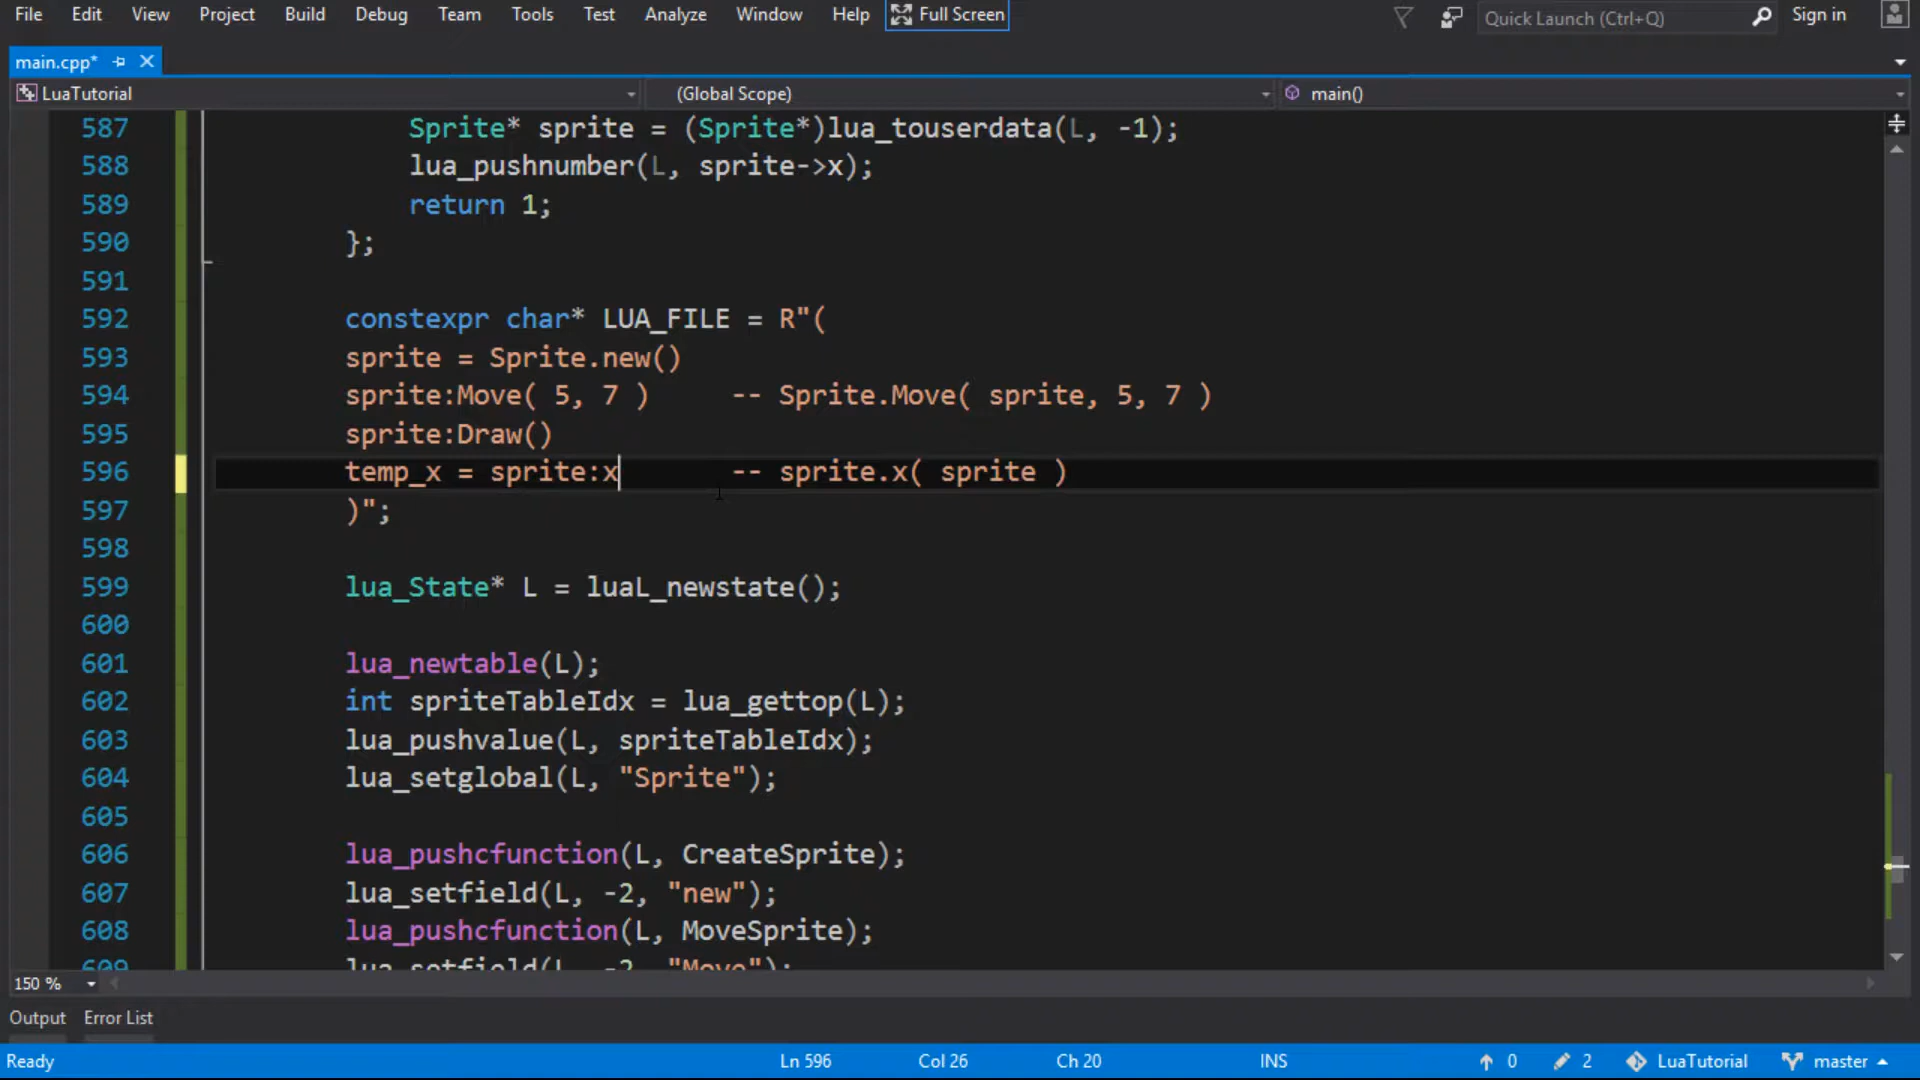 File Edit View Project Build Debug Team Tools Test Analyze Window Help Full Screen Quick Launch (Ctrl+Q) Sign in
main.cpp*
LuaTutorial (Global Scope) main()
587 Sprite* sprite = (Sprite*)lua_touserdata(L, -1);
588 lua_pushnumber(L, sprite->x);
589 return 1;
590 };
591
592 constexpr char* LUA_FILE = R"(
593 sprite = Sprite.new()
594 sprite:Move( 5, 7 ) -- Sprite.Move( sprite, 5, 7 )
595 sprite:Draw()
596 temp_x = sprite:x -- sprite.x( sprite )
597 )";
598
599 lua_State* L = luaL_newstate();
600
601 lua_newtable(L);
602 int spriteTableIdx = lua_gettop(L);
603 lua_pushvalue(L, spriteTableIdx);
604 lua_setglobal(L, "Sprite");
605
606 lua_pushcfunction(L, CreateSprite);
607 lua_setfield(L, -2, "new");
608 lua_pushcfunction(L, MoveSprite);
609 lua_setfield(L, -2, "Move");
150 %
Output Error List
Ready Ln 596 Col 26 Ch 20 INS 0 2 LuaTutorial master